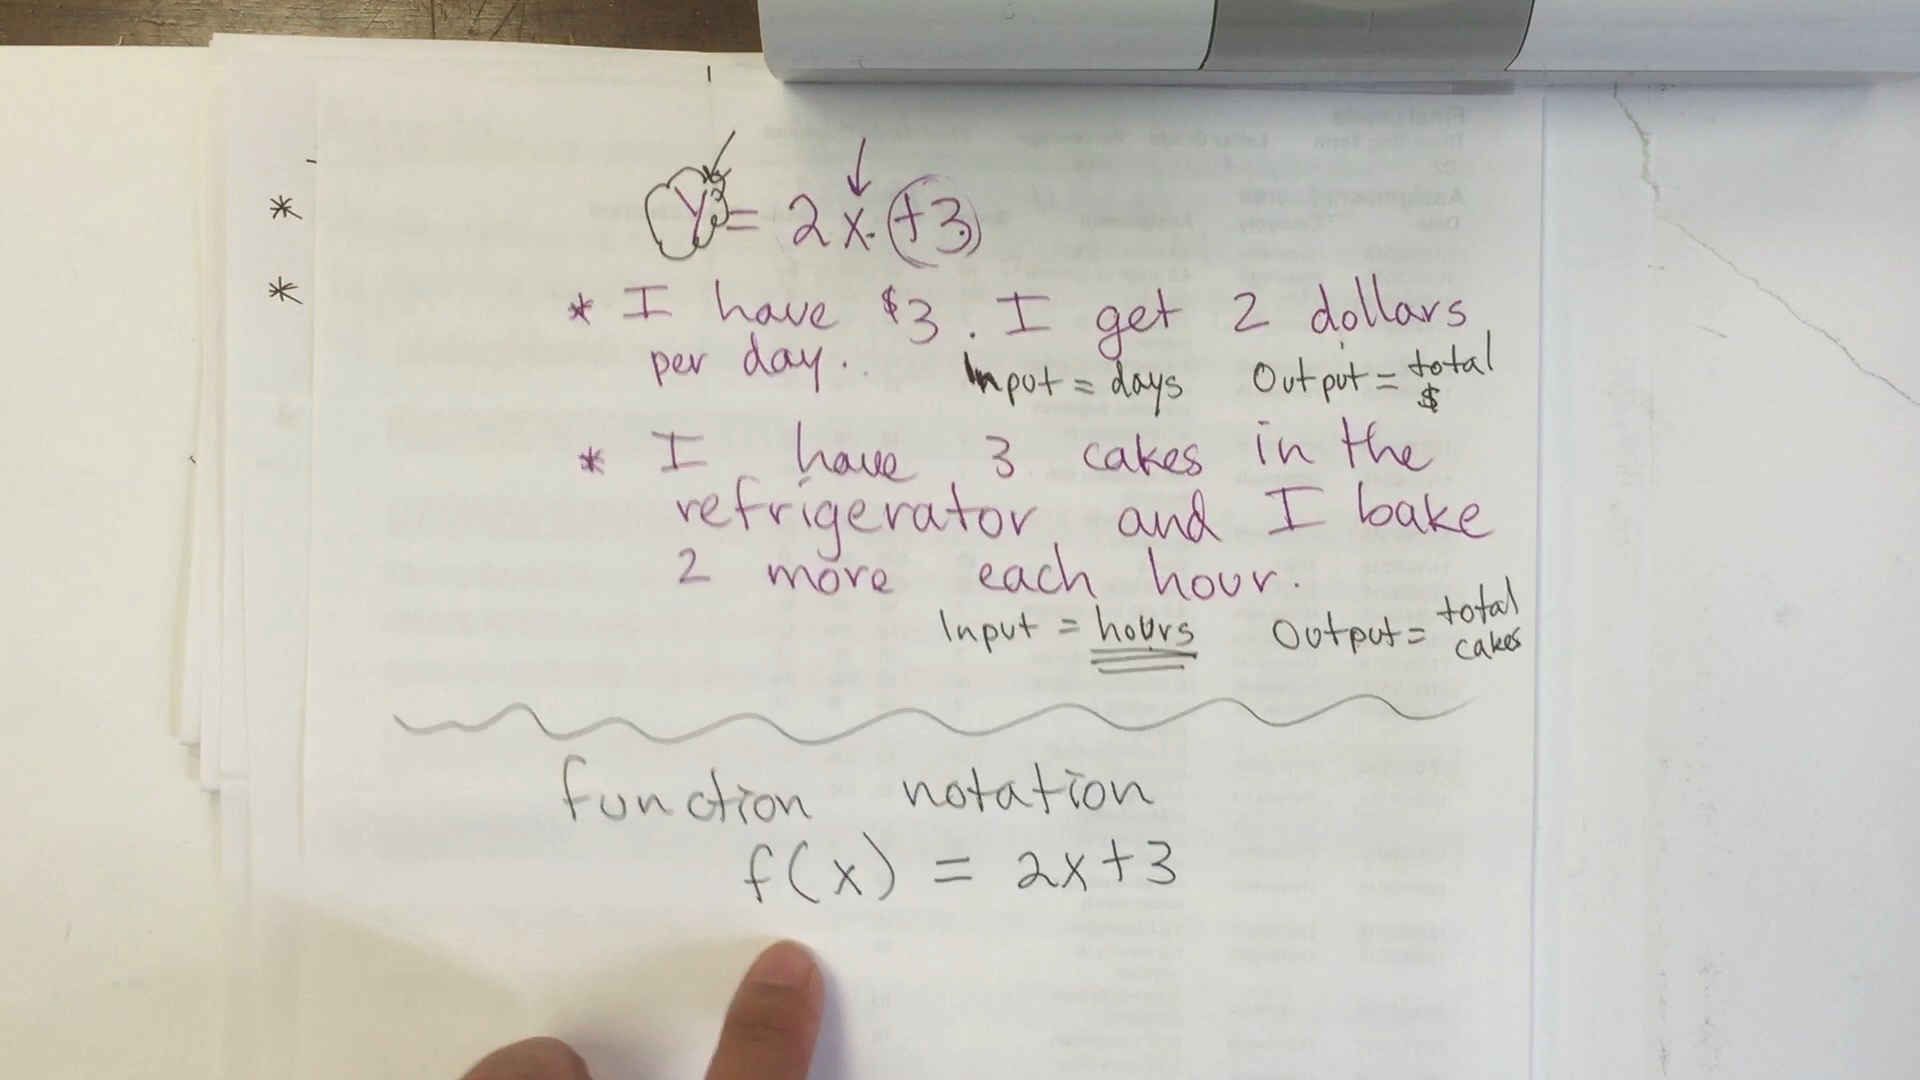 *
*
y = 2x +3
* I have $3. I get 2 dollars
per day.
Input = days Output = total
$
* I have 3 cakes in the
refrigerator and I bake
2 more each hour.
Input = hours Output = total
cakes
function notation
f(x) = 2x+3